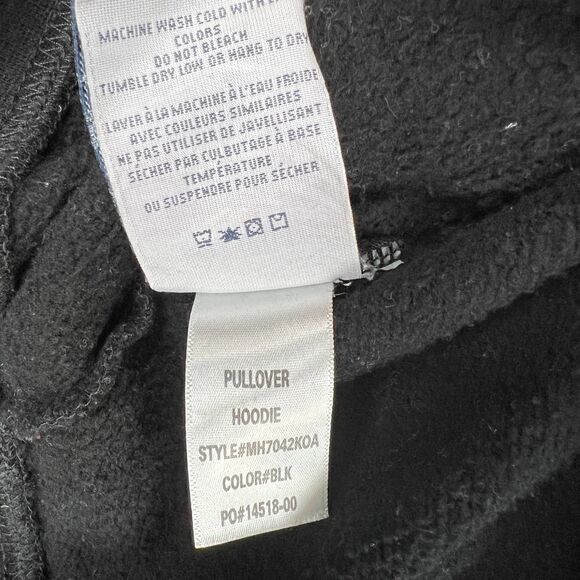 MACHINE WASH COLD WITH
COLORS
DO NOT BLEACH
TUMBLE DRY LOW OR HANG TO DRY
LAVER À LA MACHINE À L'EAU FROIDE
AVEC COULEURS SIMILAIRES
NE PAS UTILISER DE JAVELLISANT
SÉCHER PAR CULBUTAGE À BASE
TEMPÉRATURE
OU SUSPENDRE POUR SÉCHER
PULLOVER
HOODIE
STYLE#MH7042KOA
COLOR#BLK
PO#14518-00